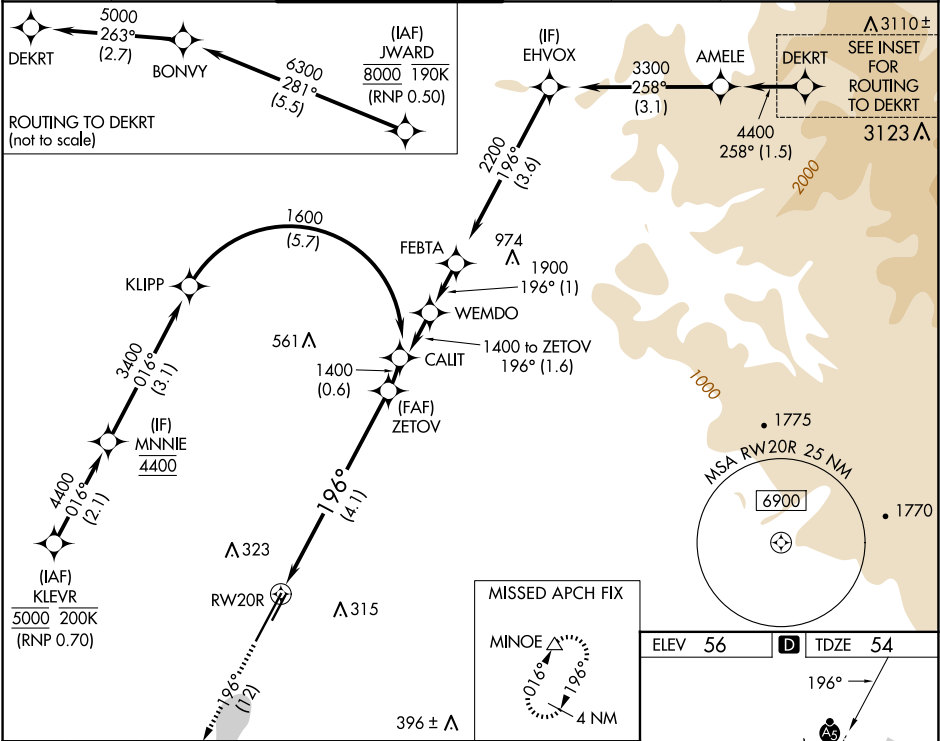 5000
263°
(2.7)
DEKRT
BONVY
6300
281°
(5.5)
(IAF)
JWARD
8000 190K
(RNP 0.50)
ROUTING TO DEKRT
(not to scale)
(IF)
EHVOX
3300
258°
(3.1)
AMELE
DEKRT
4400
258° (1.5)
3110±
SEE INSET
FOR
ROUTING
TO DEKRT
3123
2000
2200
196°
(3.6)
1600
(5.7)
KLIPP
FEBTA
974
1900
196° (1)
WEMDO
561
CALIT
1400 to ZETOV
196° (1.6)
1400
(0.6)
(FAF)
ZETOV
3400
016°
(3.1)
(IF)
MNNIE
4400
4400
016°
(2.1)
(IAF)
KLEVR
5000 200K
(RNP 0.70)
196°
(4.1)
1000
1775
MSA RW20R 25 NM
6900
1770
323
RW20R
315
196°
(12)
396 ±
MISSED APCH FIX
MINOE
016°
196°
4 NM
ELEV 56 D TDZE 54
196°
A5